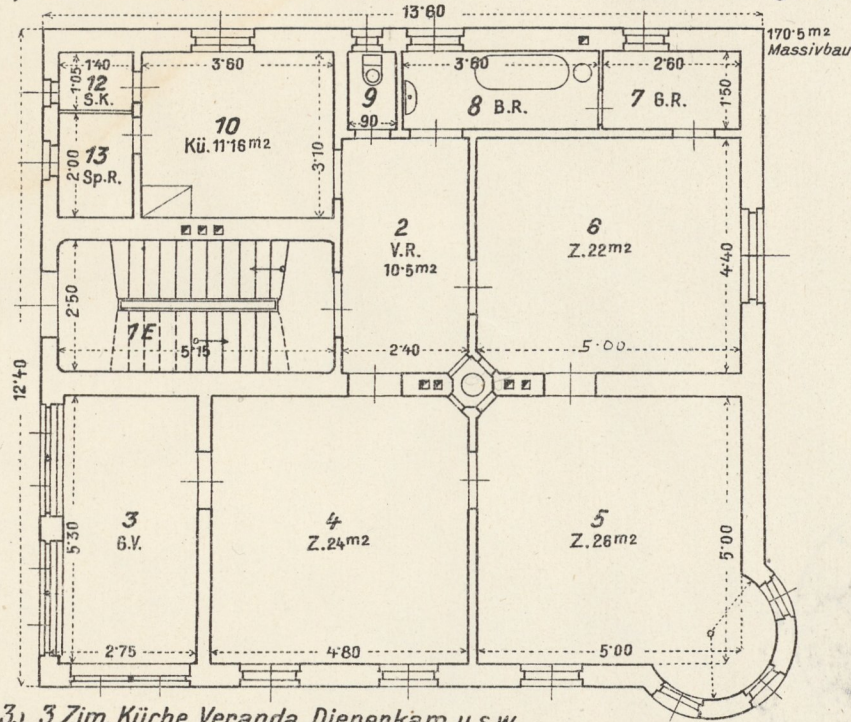 13·60
170·5 m2
Massivbau
1·40
1·05
12
S.K.
3·60
9
90
3·60
8 B.R.
2·60
7 G.R.
1·50
2·00
13
Sp.R.
10
Kü. 11·16 m2
3·10
2
V.R.
10·5 m2
6
Z. 22 m2
4·40
2·50
1 E
5·15
2·40
5·00
12·40
3
G.V.
5·30
2·75
4
Z. 24 m2
4·80
5
Z. 26 m2
5·00
5·00
3.) 3 Zim. Küche Veranda, Dienenkam u.s.w.